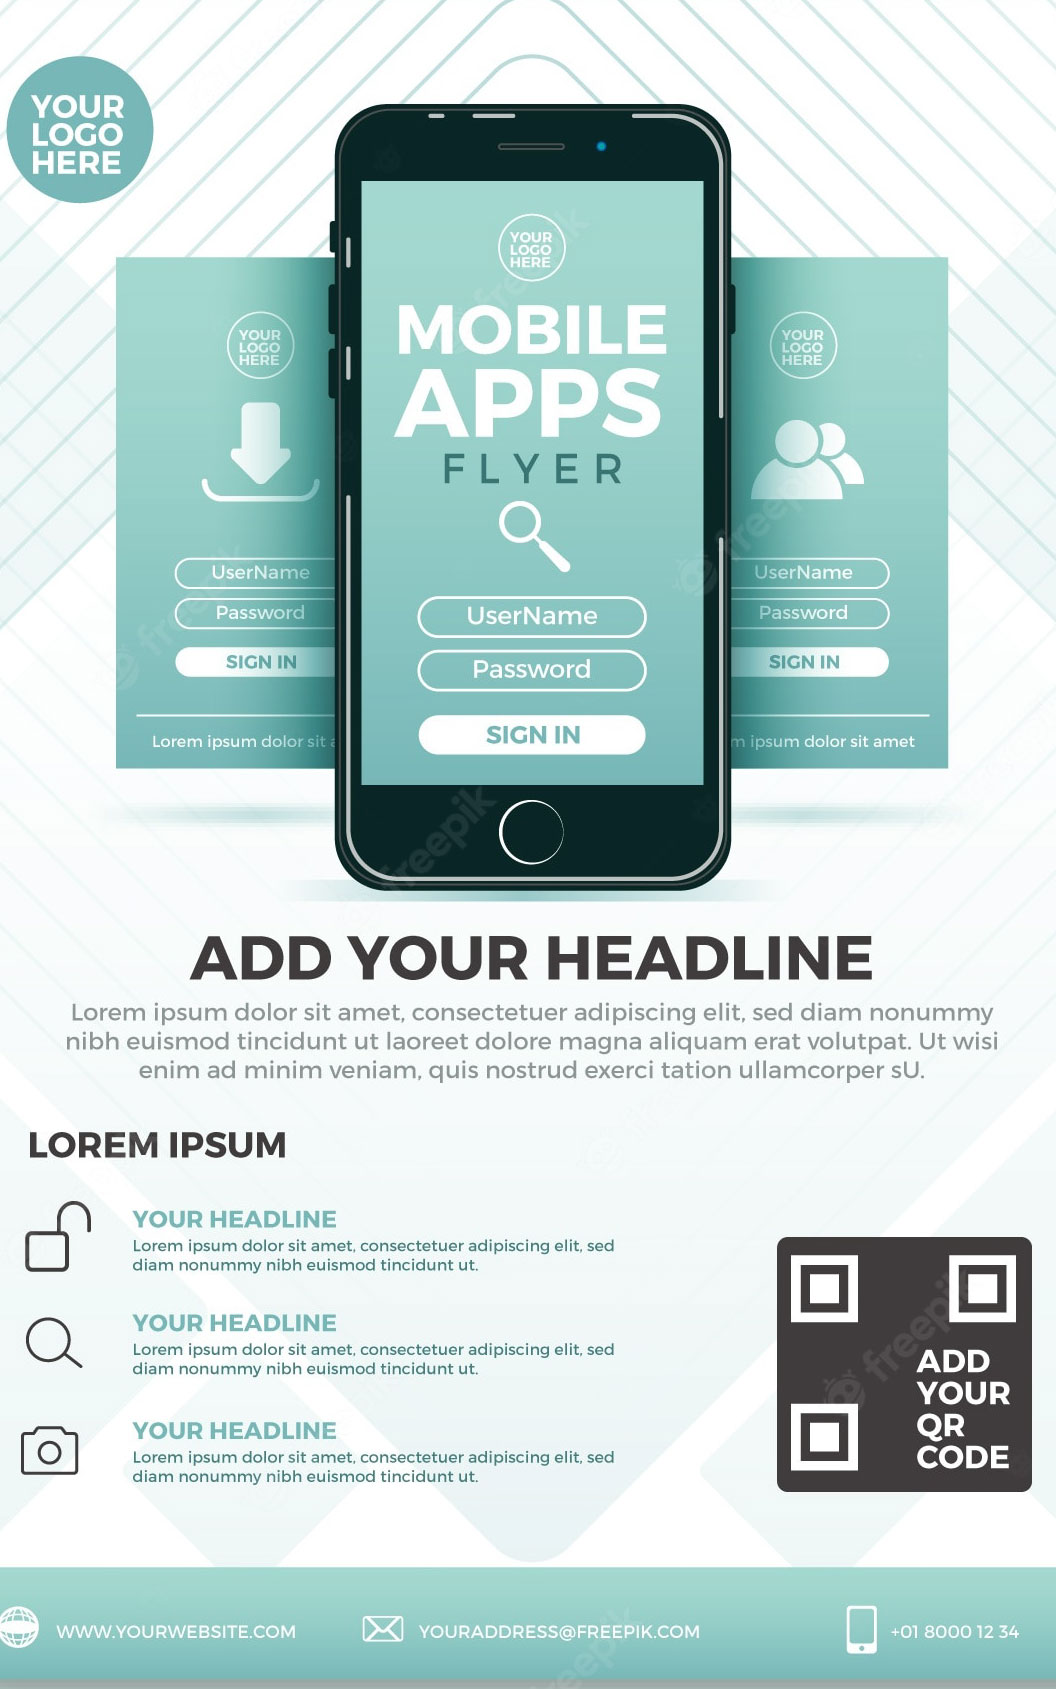 YOUR
LOGO
HERE
YOUR
LOGO
HERE
MOBILE
APPS
FLYER
UserName
Password
SIGN IN
YOUR
LOGO
HERE
UserName
Password
SIGN IN
Lorem ipsum dolor sit
YOUR
LOGO
HERE
UserName
Password
SIGN IN
ipsum dolor sit amet
ADD YOUR HEADLINE
Lorem ipsum dolor sit amet, consectetuer adipiscing elit, sed diam nonummy
nibh euismod tincidunt ut laoreet dolore magna aliquam erat volutpat. Ut wisi
enim ad minim veniam, quis nostrud exerci tation ullamcorper sU.
LOREM IPSUM
YOUR HEADLINE
Lorem ipsum dolor sit amet, consectetuer adipiscing elit, sed
diam nonummy nibh euismod tincidunt ut.
YOUR HEADLINE
Lorem ipsum dolor sit amet, consectetuer adipiscing elit, sed
diam nonummy nibh euismod tincidunt ut.
YOUR HEADLINE
Lorem ipsum dolor sit amet, consectetuer adipiscing elit, sed
diam nonummy nibh euismod tincidunt ut.
ADD
YOUR
QR
CODE
WWW.YOURWEBSITE.COM
YOURADDRESS@FREEPIK.COM
+01 8000 12 34
freepik